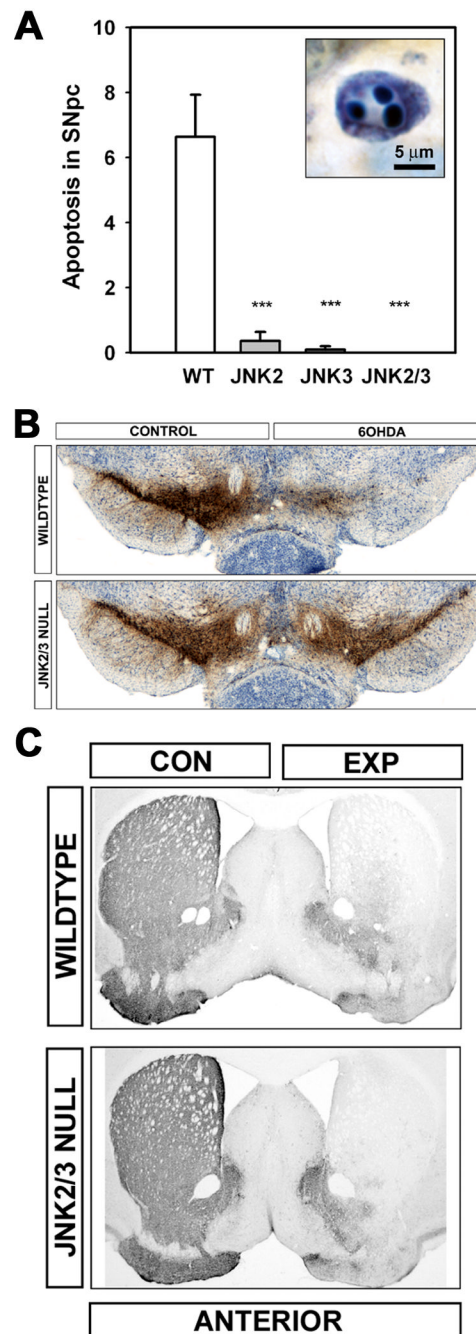 A
10
8
6
4
2
0
Apoptosis in SNpc
5 μm
***
***
***
WT JNK2 JNK3 JNK2/3
B
CONTROL 6OHDA
WILDTYPE
JNK2/3 NULL
C
CON EXP
WILDTYPE
JNK2/3 NULL
ANTERIOR